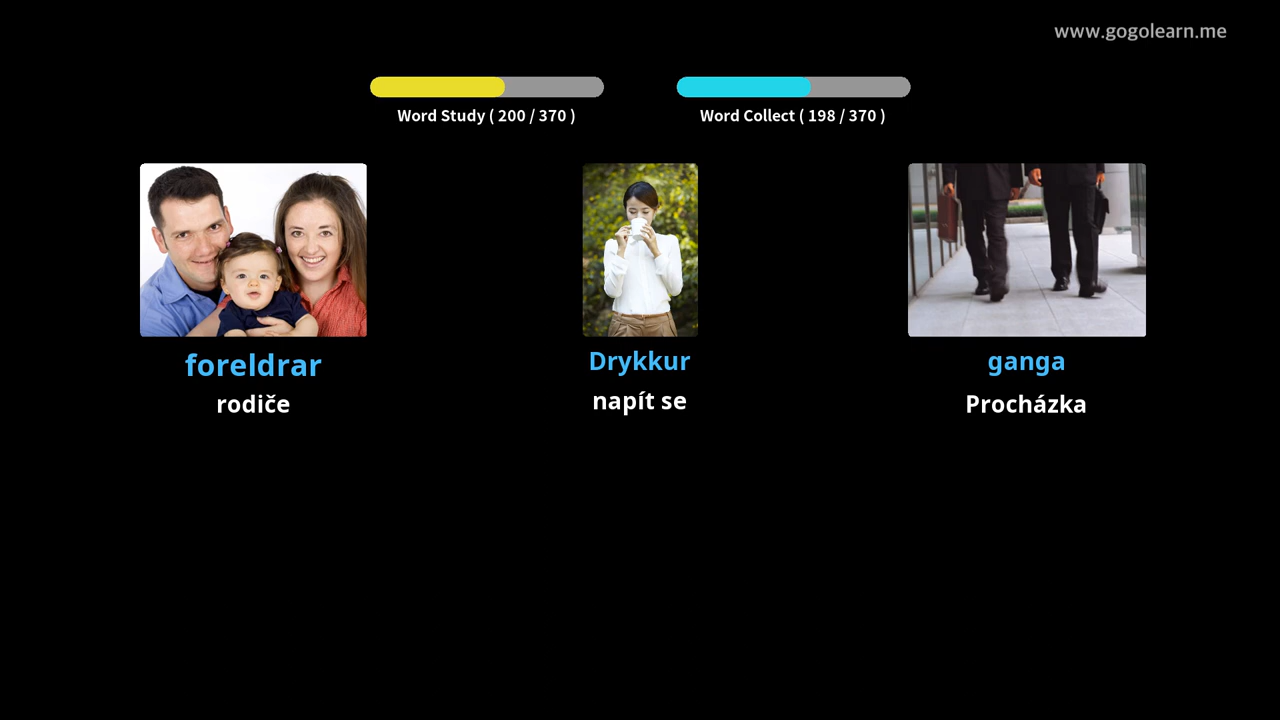 www.gogolearn.me
Word Study ( 200 / 370 )
Word Collect ( 198 / 370 )
foreldrar
rodiče
Drykkur
napít se
ganga
Procházka